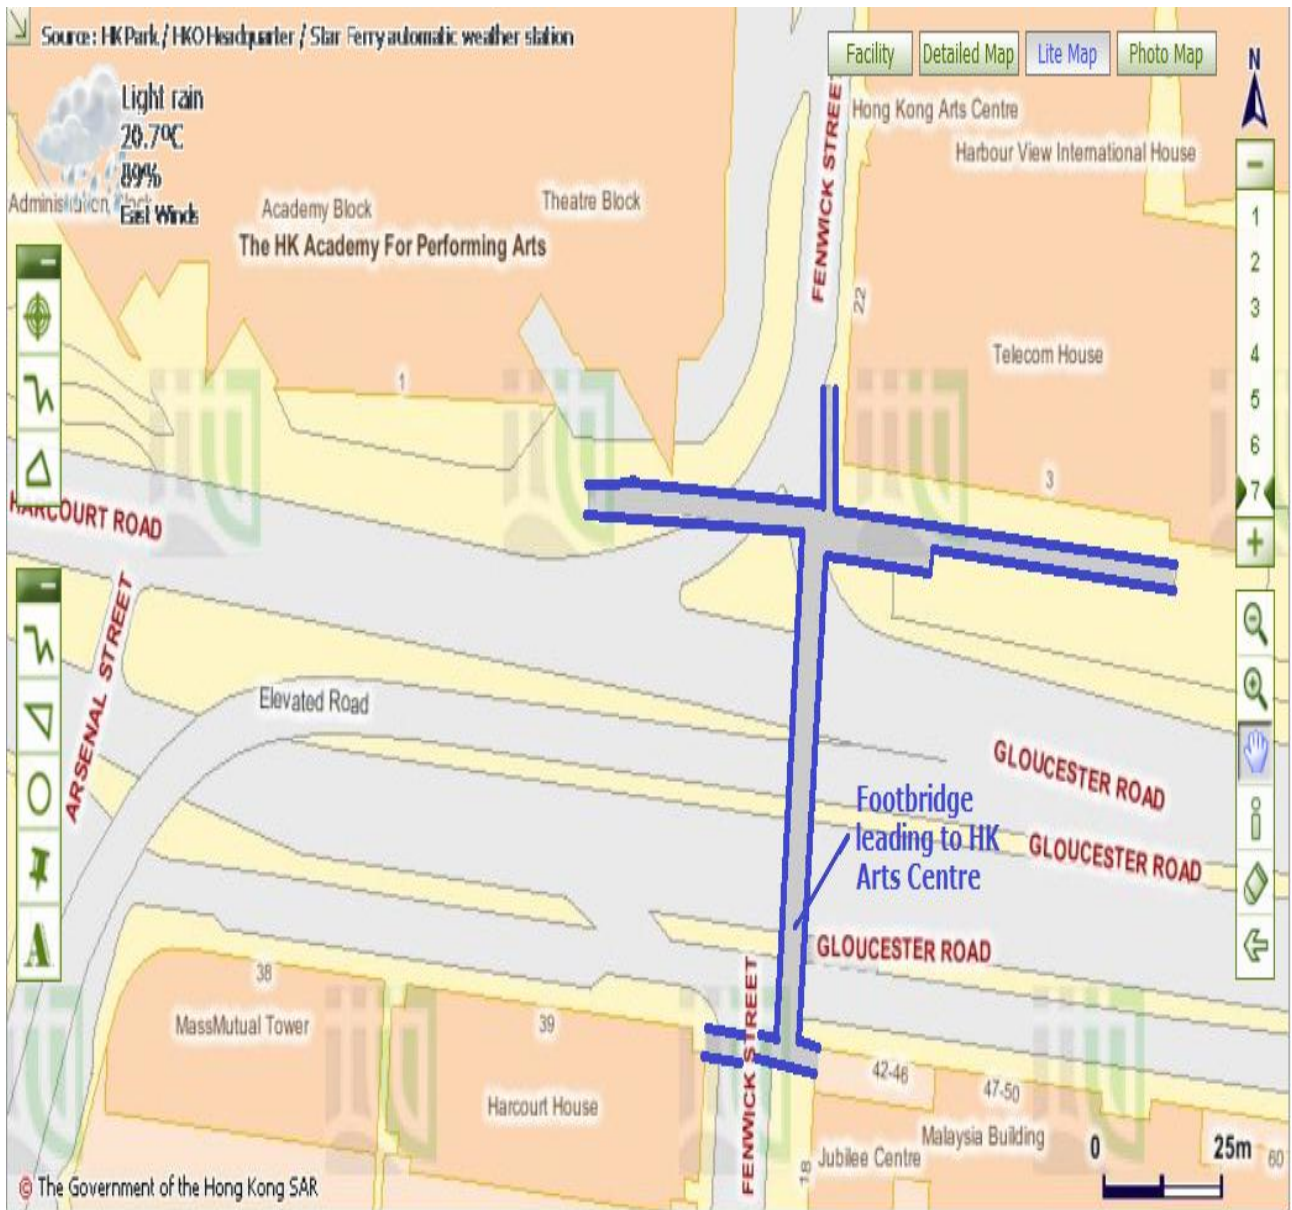 Source: HK Park / HKO Headquarter / Star Ferry automatic weather station
Facility
Detailed Map
Lite Map
Photo Map
N
Light rain
20.7ºC
89%
East Winds
Hong Kong Arts Centre
Harbour View International House
FENWICK STREET
Theatre Block
Academy Block
The HK Academy For Performing Arts
1
2
3
4
5
6
7
22
Telecom House
1
3
HARCOURT ROAD
ARSENAL STREET
Elevated Road
GLOUCESTER ROAD
Footbridge
leading to HK
Arts Centre
GLOUCESTER ROAD
GLOUCESTER ROAD
38
MassMutual Tower
39
Harcourt House
FENWICK STREET
42-46
47-50
Malaysia Building
Jubilee Centre
18
0
25m
60
© The Government of the Hong Kong SAR
A